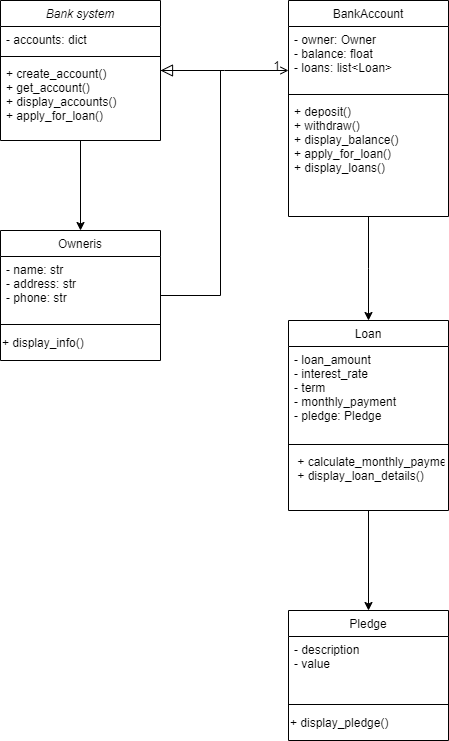 Bank system
- accounts: dict
+ create_account()
+ get_account()
+ display_accounts()
+ apply_for_loan()
1
BankAccount
- owner: Owner
- balance: float
- loans: list<Loan>
+ deposit()
+ withdraw()
+ display_balance()
+ apply_for_loan()
+ display_loans()
Owneris
- name: str
- address: str
- phone: str
+ display_info()
Loan
- loan_amount
- interest_rate
- term
- monthly_payment
- pledge: Pledge
+ calculate_monthly_payme
+ display_loan_details()
Pledge
- description
- value
+ display_pledge()